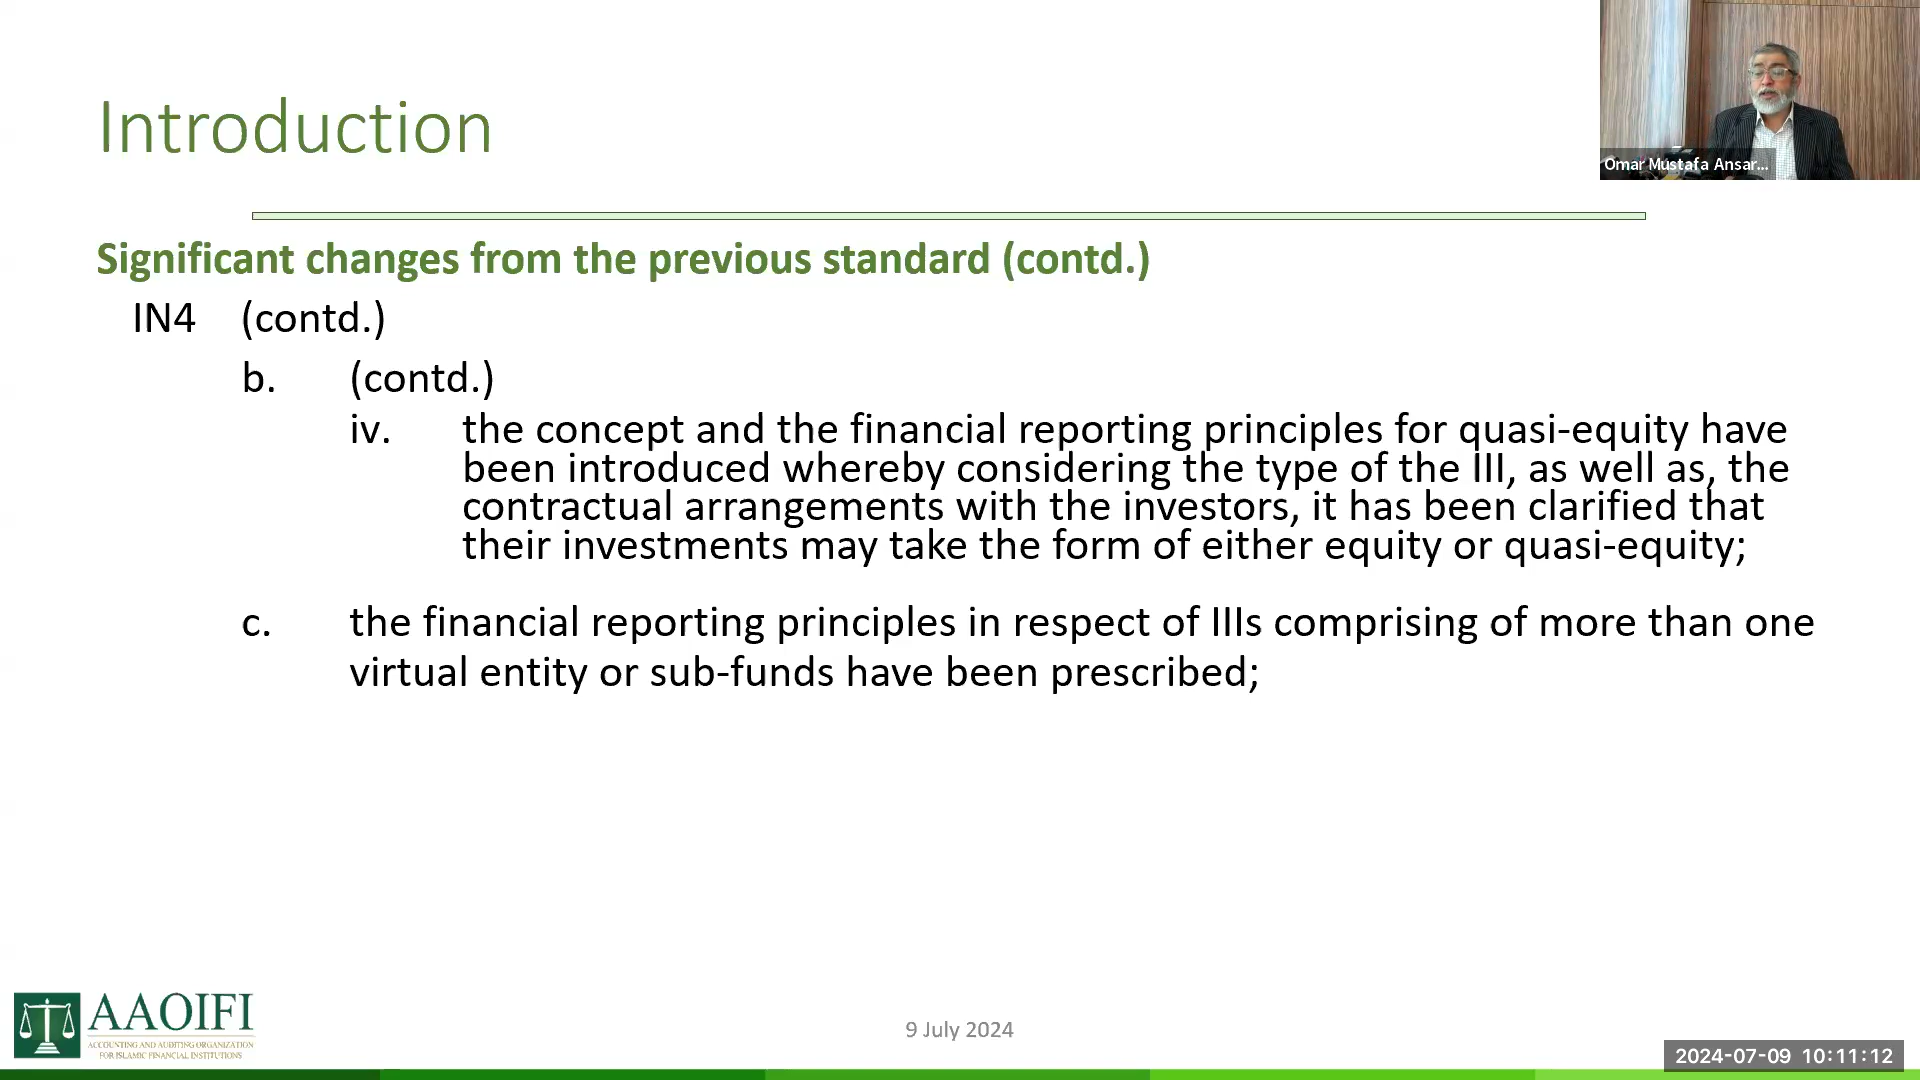 Introduction
Omar Mustafa Ansar...
Significant changes from the previous standard (contd.)
IN4 (contd.)
b. (contd.)
iv. the concept and the financial reporting principles for quasi-equity have
been introduced whereby considering the type of the III, as well as, the
contractual arrangements with the investors, it has been clarified that
their investments may take the form of either equity or quasi-equity;
c. the financial reporting principles in respect of IIIs comprising of more than one
virtual entity or sub-funds have been prescribed;
AAOIFI
ACCOUNTING AND AUDITING ORGANIZATION
FOR ISLAMIC FINANCIAL INSTITUTIONS
9 July 2024
2024-07-09 10:11:12